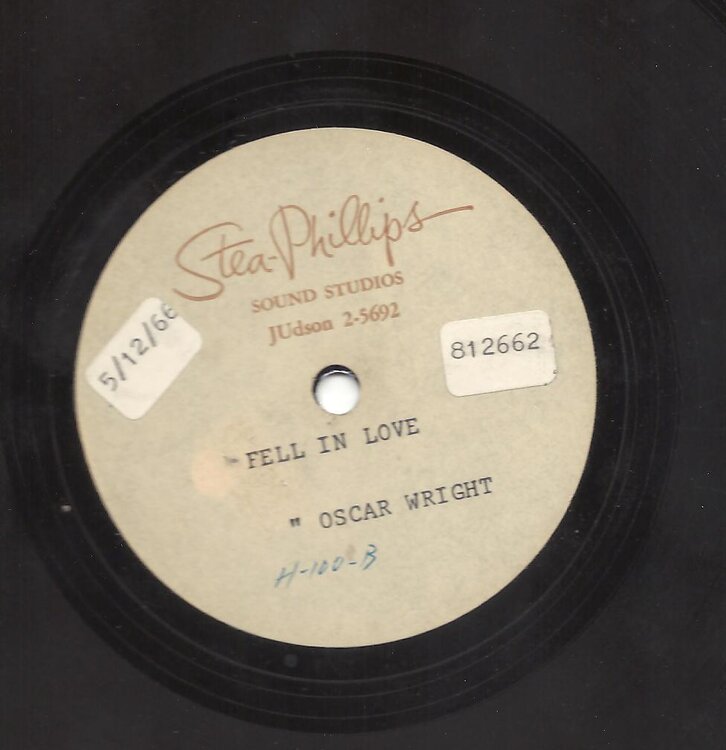 Stea-Phillips
SOUND STUDIOS
JUdson 2-5692
5/12/66
812662
FELL IN LOVE
" OSCAR WRIGHT
H-100-B